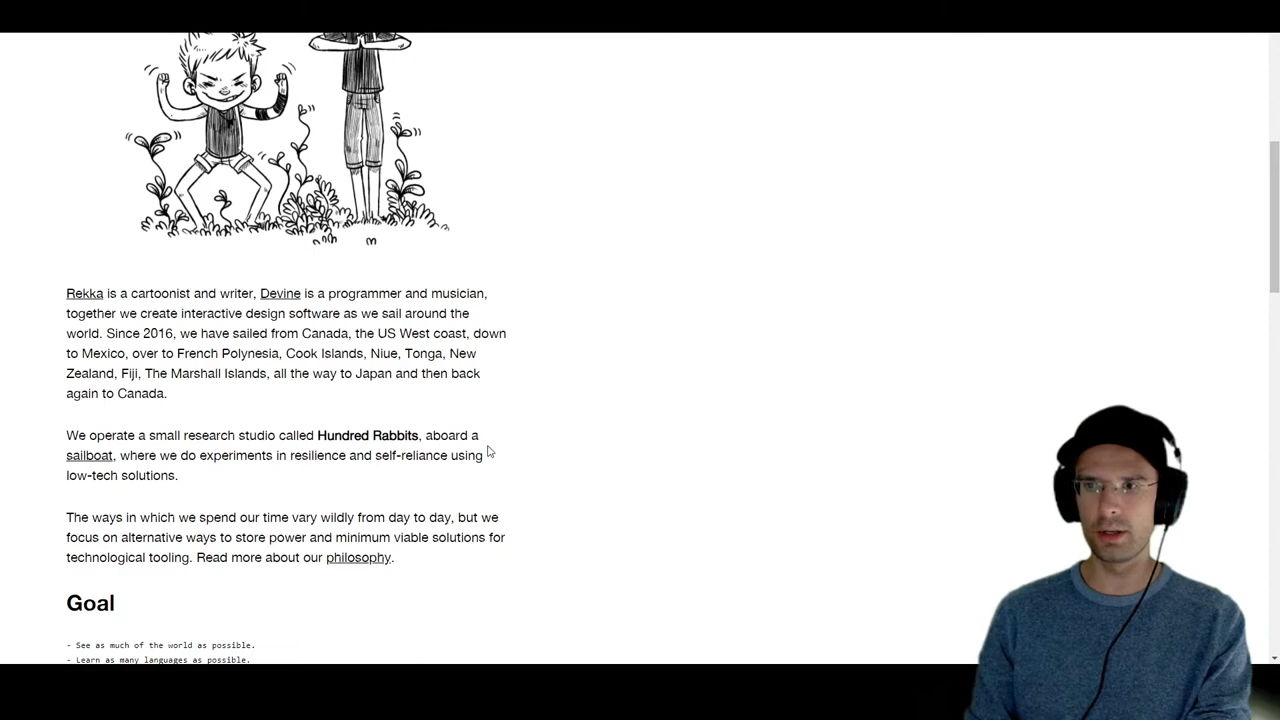 Rekka is a cartoonist and writer, Devine is a programmer and musician,
together we create interactive design software as we sail around the
world. Since 2016, we have sailed from Canada, the US West coast, down
to Mexico, over to French Polynesia, Cook Islands, Niue, Tonga, New
Zealand, Fiji, The Marshall Islands, all the way to Japan and then back
again to Canada.
We operate a small research studio called Hundred Rabbits, aboard a
sailboat, where we do experiments in resilience and self-reliance using
low-tech solutions.
The ways in which we spend our time vary wildly from day to day, but we
focus on alternative ways to store power and minimum viable solutions for
technological tooling. Read more about our philosophy.
Goal
- See as much of the world as possible.
- Learn as many languages as possible.